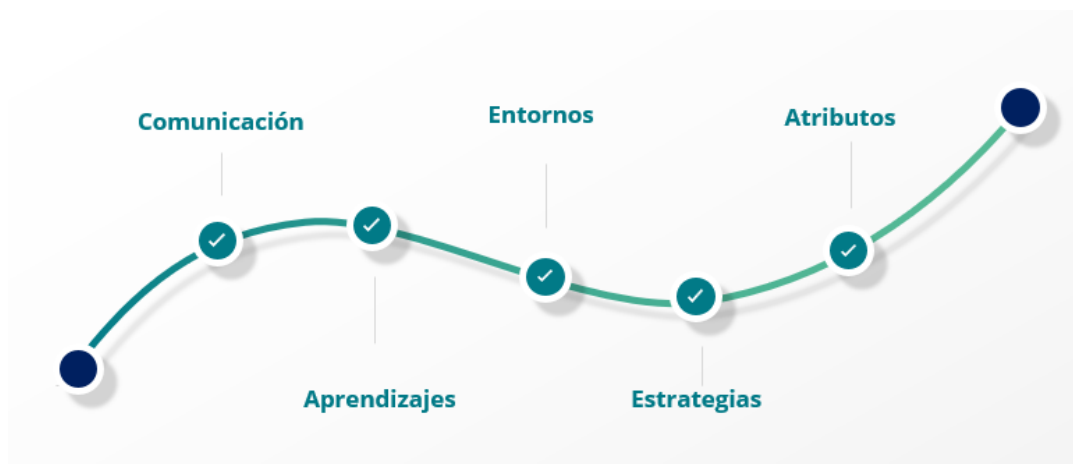 Comunicación
Entornos
Atributos
Aprendizajes
Estrategias